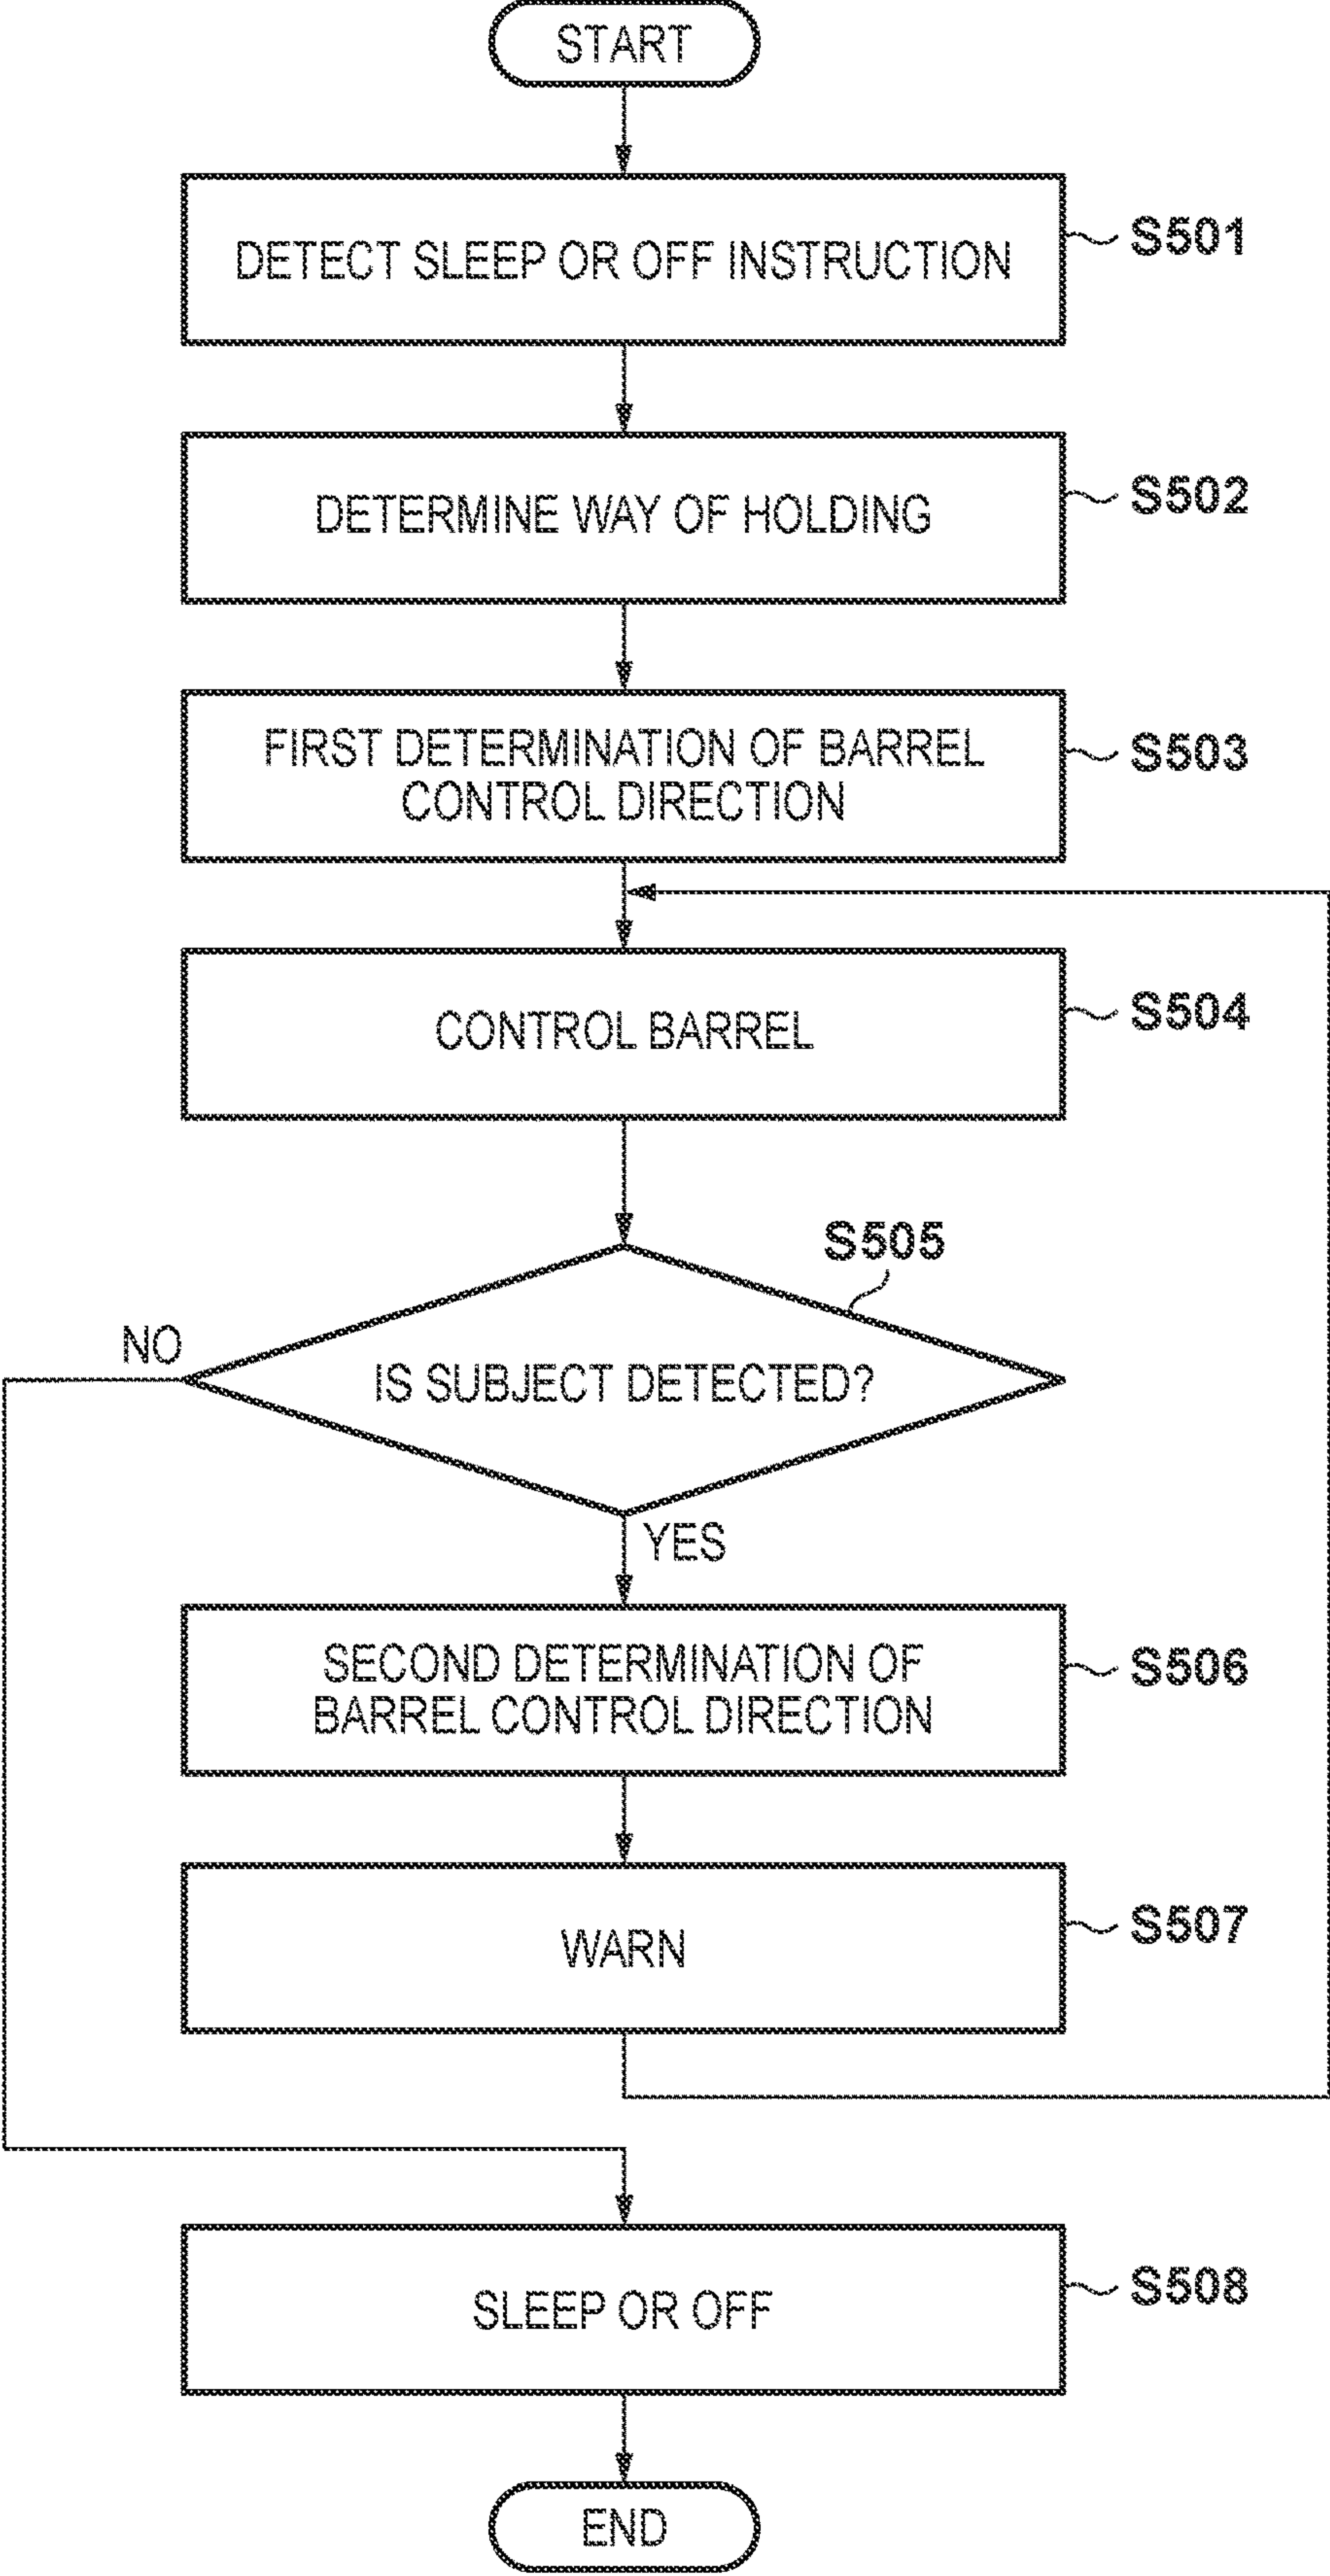 START
DETECT SLEEP OR OFF INSTRUCTION
S501
DETERMINE WAY OF HOLDING
S502
FIRST DETERMINATION OF BARREL
CONTROL DIRECTION
S503
CONTROL BARREL
S504
S505
NO
IS SUBJECT DETECTED?
YES
SECOND DETERMINATION OF
BARREL CONTROL DIRECTION
S506
WARN
S507
SLEEP OR OFF
S508
END